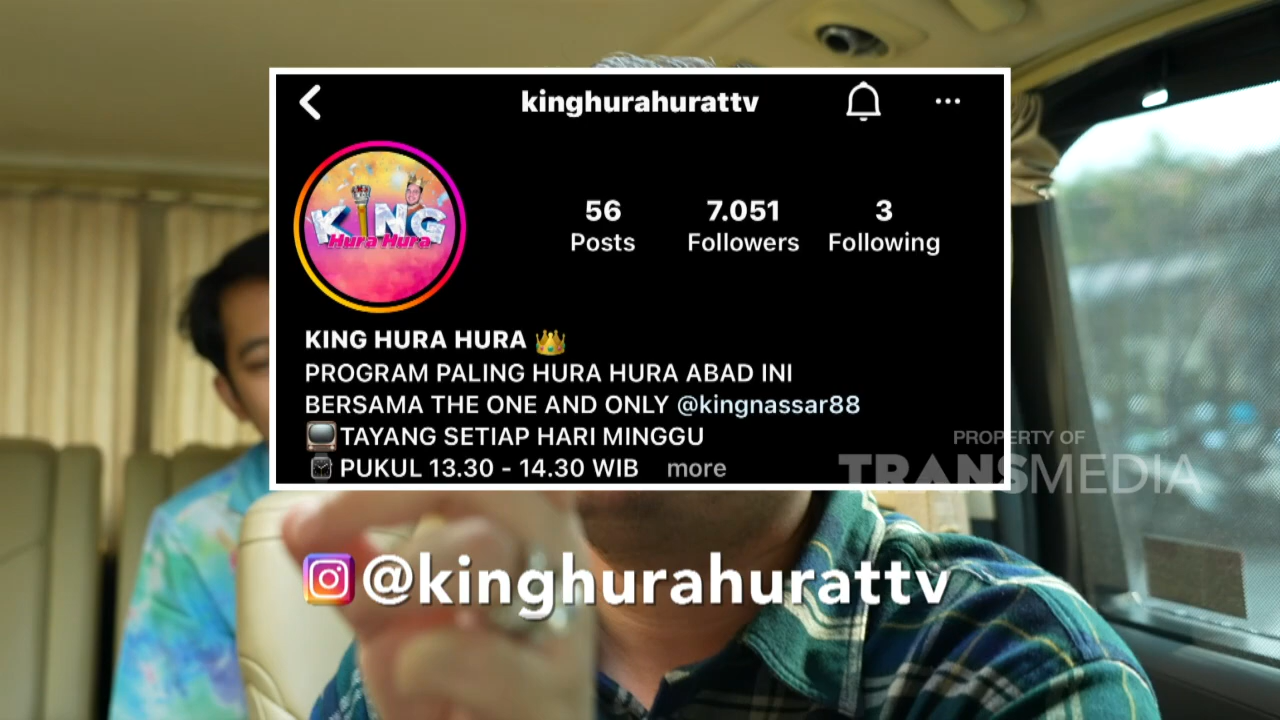 kinghurahurattv
KING
Hura Hura
56
Posts
7.051
Followers
3
Following
KING HURA HURA
PROGRAM PALING HURA HURA ABAD INI
BERSAMA THE ONE AND ONLY @kingnassar88
TAYANG SETIAP HARI MINGGU
PUKUL 13.30 - 14.30 WIB more
PROPERTY OF
TRANSMEDIA
@kinghurahurattv